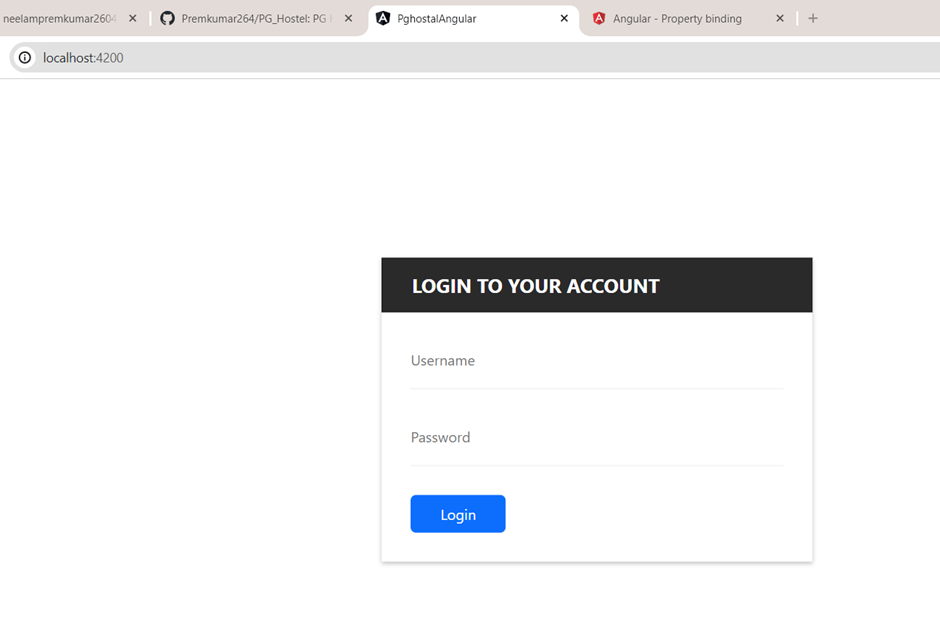 neelampremkumar2604
Premkumar264/PG_Hostel: PG
PghostalAngular
Angular - Property binding
localhost:4200
LOGIN TO YOUR ACCOUNT
Username
Password
Login